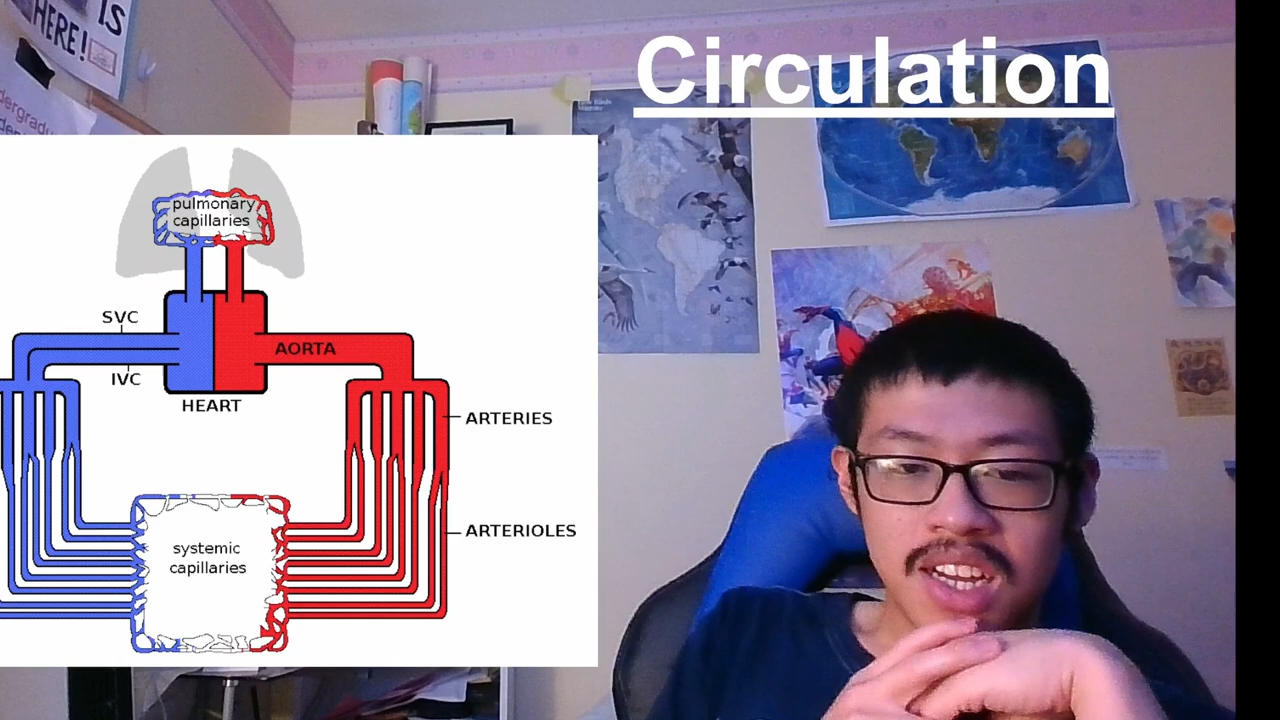 IS
HERE!
Circulation
pulmonary
capillaries
SVC
AORTA
IVC
HEART
ARTERIES
ARTERIOLES
systemic
capillaries